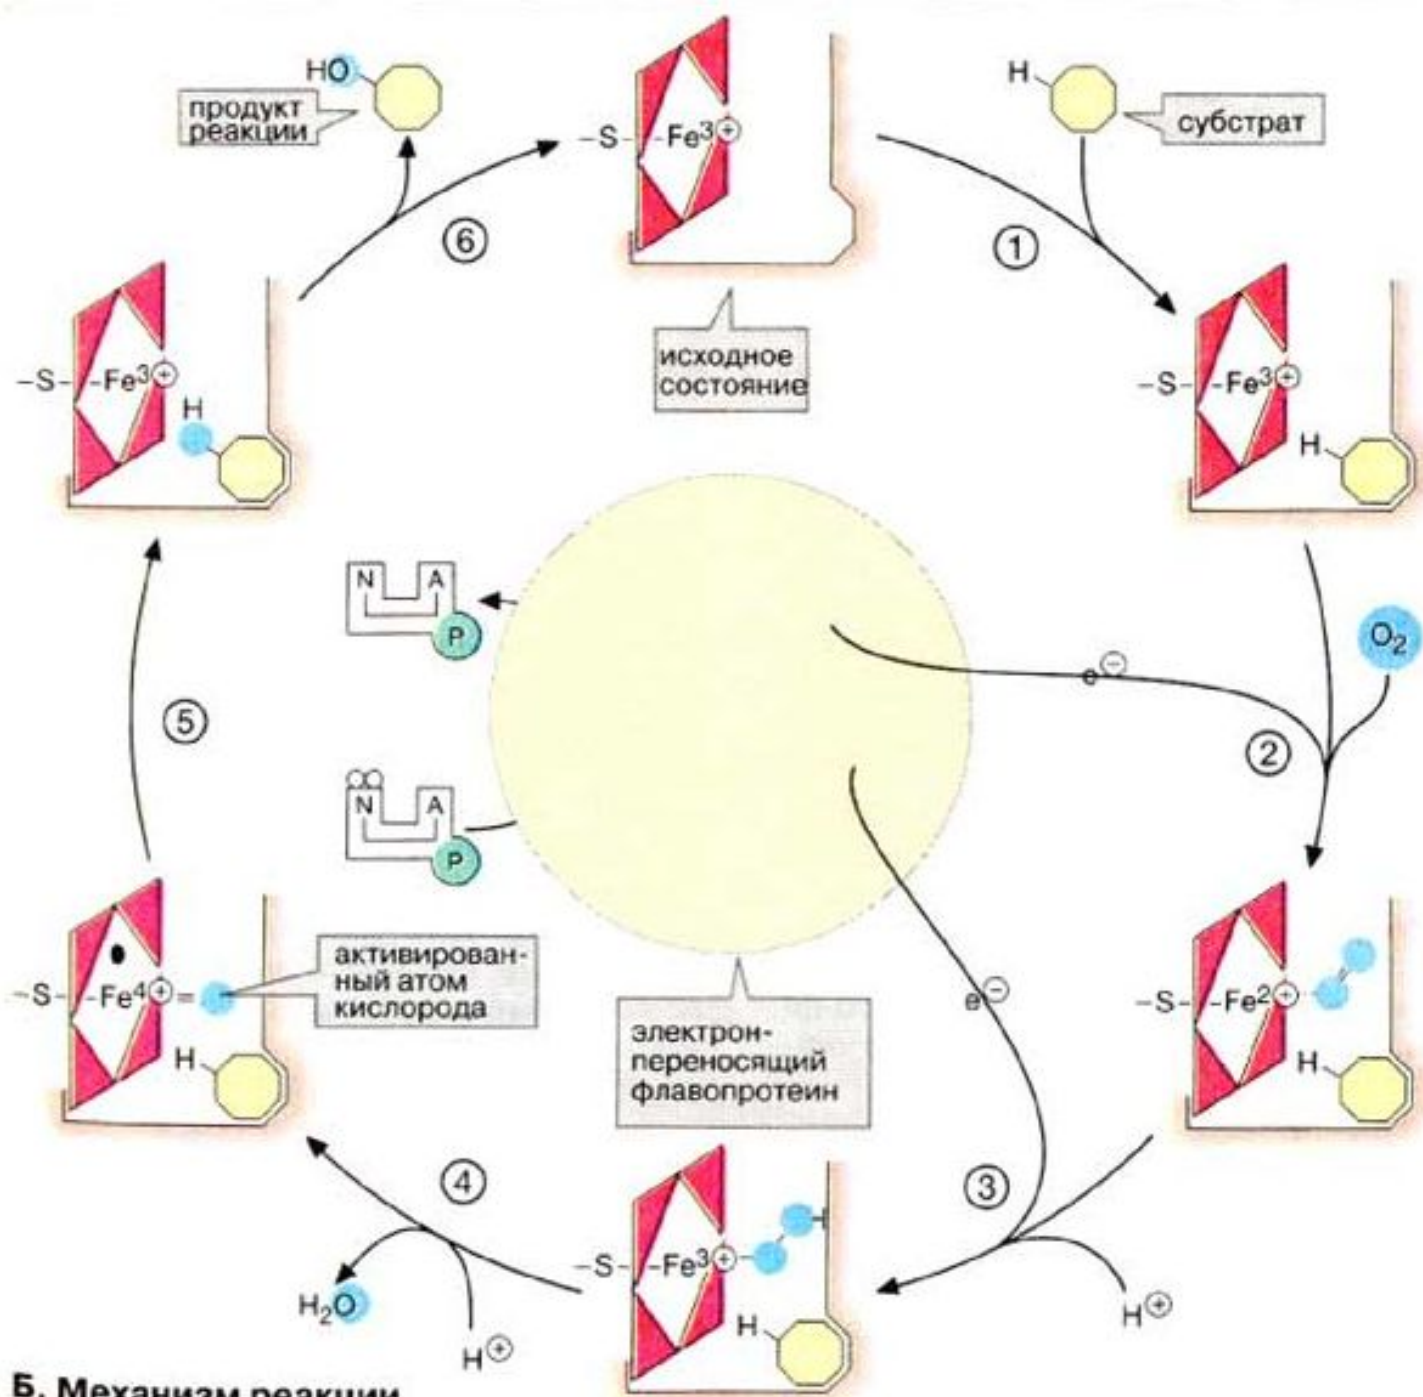 HO
продукт
реакции
–S–
–Fe3+
H
субстрат
6
1
исходное
состояние
–S–
–Fe3+
H
–S–
–Fe3+
H
N A
P
e–
O2
5
2
N A
P
активирован-
ный атом
кислорода
–S–
–Fe4+ =
H
электрон-
переносящий
флавопротеин
e–
–S–
–Fe2+
H
4
3
–S–
–Fe3+
H
H2O
H+
H+
Б. Механизм реакции